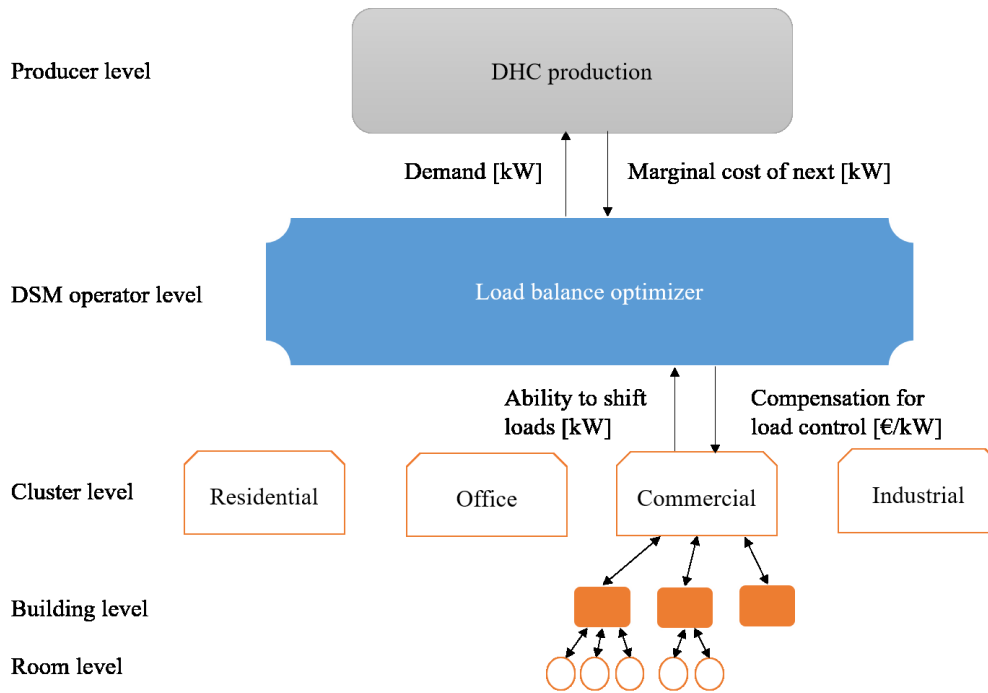 Producer level
DHC production
Demand [kW]
Marginal cost of next [kW]
DSM operator level
Load balance optimizer
Ability to shift
loads [kW]
Compensation for
load control [€/kW]
Cluster level
Residential
Office
Commercial
Industrial
Building level
Room level